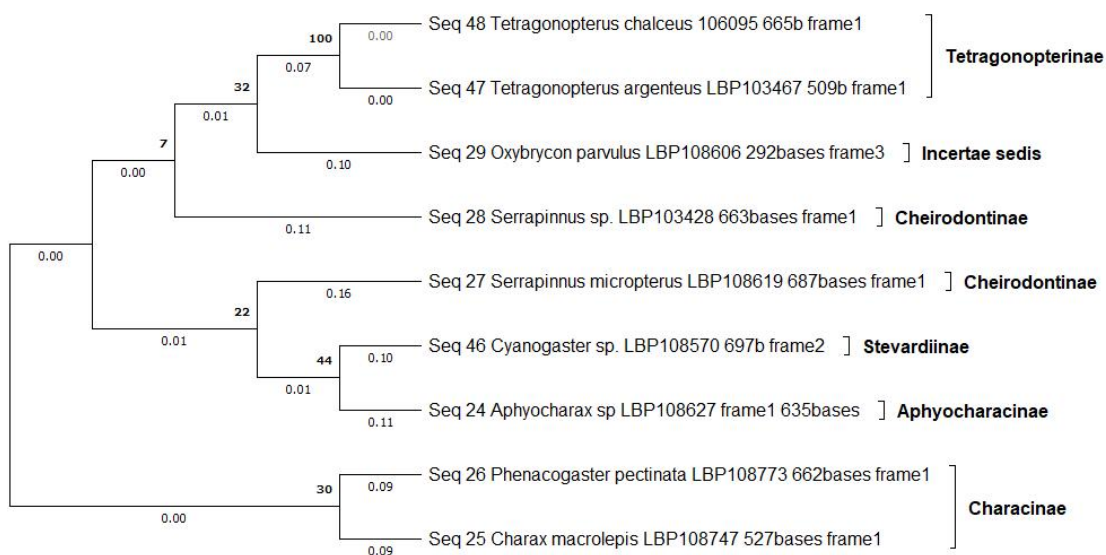 Seq 48 Tetragonopterus chalceus 106095 665b frame1
0.00
100
0.07
Tetragonopterinae
Seq 47 Tetragonopterus argenteus LBP103467 509b frame1
0.00
32
0.01
Seq 29 Oxybrycon parvulus LBP108606 292bases frame3
Incertae sedis
0.10
7
0.00
Seq 28 Serrapinnus sp. LBP103428 663bases frame1
Cheirodontinae
0.11
0.00
Seq 27 Serrapinnus micropterus LBP108619 687bases frame1
Cheirodontinae
0.16
22
0.01
Seq 46 Cyanogaster sp. LBP108570 697b frame2
Stevardiinae
0.10
44
0.01
Seq 24 Aphyocharax sp LBP108627 frame1 635bases
Aphyocharacinae
0.11
Seq 26 Phenacogaster pectinata LBP108773 662bases frame1
0.09
30
0.00
Characinae
Seq 25 Charax macrolepis LBP108747 527bases frame1
0.09